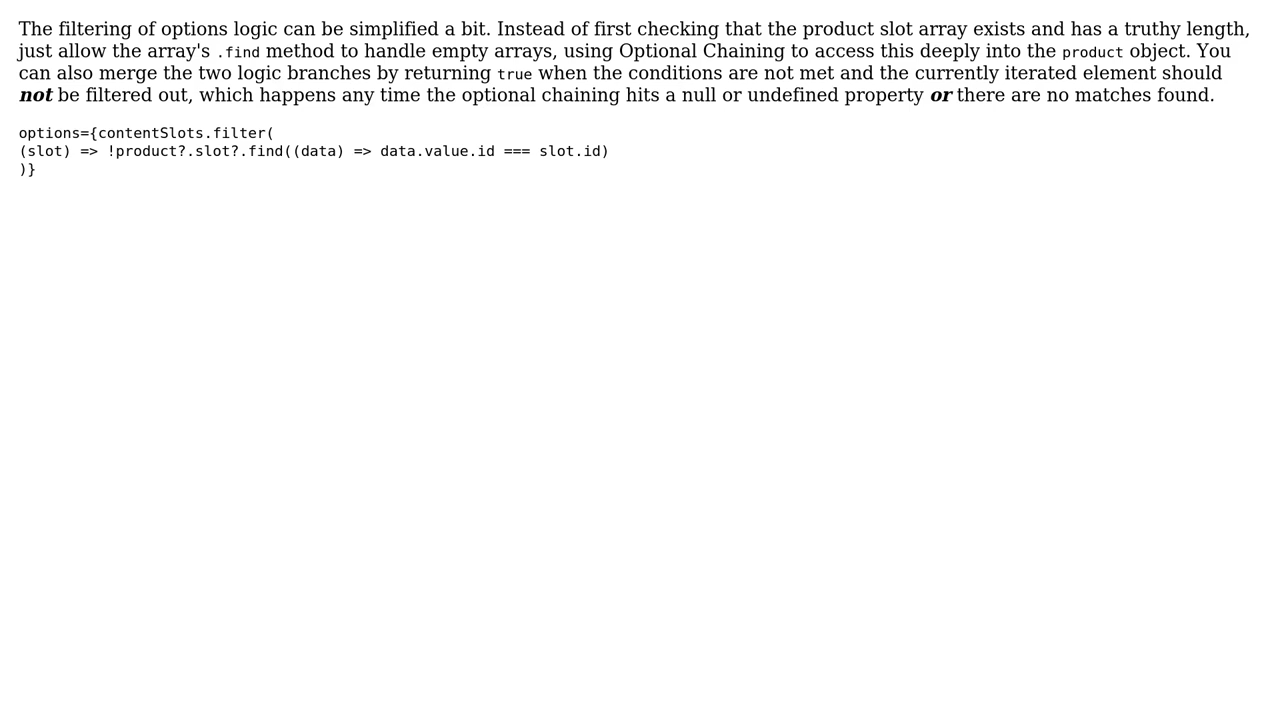 The filtering of options logic can be simplified a bit. Instead of first checking that the product slot array exists and has a truthy length,
just allow the array's .find method to handle empty arrays, using Optional Chaining to access this deeply into the product object. You
can also merge the two logic branches by returning true when the conditions are not met and the currently iterated element should
not be filtered out, which happens any time the optional chaining hits a null or undefined property or there are no matches found.
options={contentSlots.filter(
(slot) => !product?.slot?.find((data) => data.value.id === slot.id)
)}